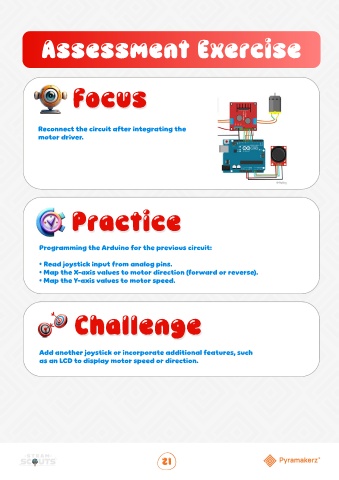 Assessment Exercise
Focus
Reconnect the circuit after integrating the
motor driver.
Practice
Programming the Arduino for the previous circuit:
• Read joystick input from analog pins.
• Map the X-axis values to motor direction (forward or reverse).
• Map the Y-axis values to motor speed.
Challenge
Add another joystick or incorporate additional features, such
as an LCD to display motor speed or direction.
SCOUTS
21
Pyramakerz